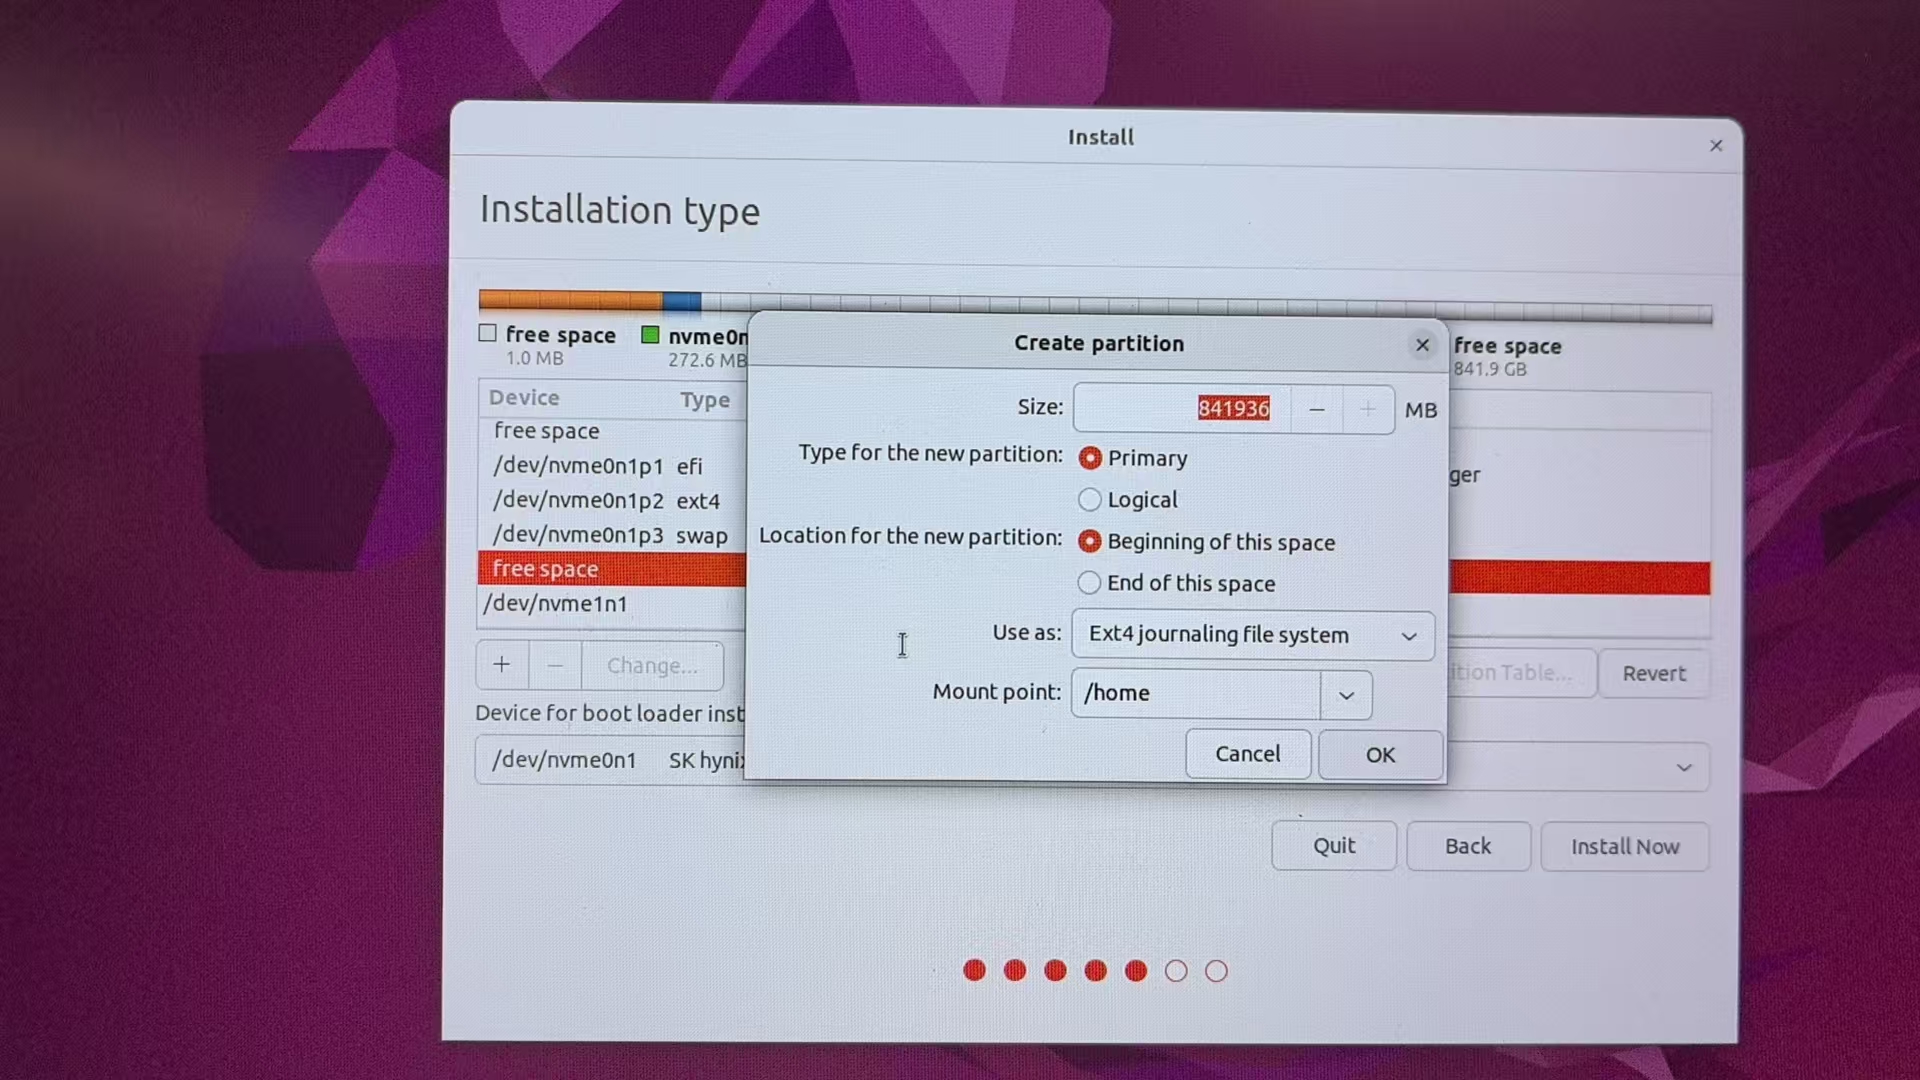 Install
Installation type
free space
1.0 MB
nvme0n
272.6 MB
free space
841.9 GB
Device Type
free space
/dev/nvme0n1p1 efi
/dev/nvme0n1p2 ext4
/dev/nvme0n1p3 swap
free space
/dev/nvme1n1
ger
+ − Change...
ition Table... Revert
Device for boot loader inst
/dev/nvme0n1 SK hynix
Create partition
Size: 841936 − + MB
Type for the new partition: Primary
Logical
Location for the new partition: Beginning of this space
End of this space
Use as: Ext4 journaling file system
Mount point: /home
Cancel OK
Quit Back Install Now